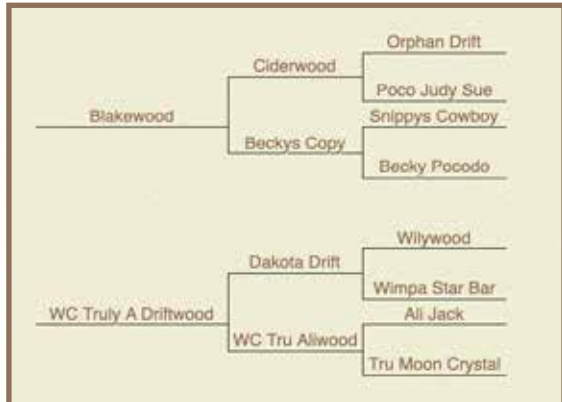 Orphan Drift
Ciderwood
Poco Judy Sue
Blakewood
Snippys Cowboy
Beckys Copy
Becky Pocodo
Wilywood
Dakota Drift
Wimpa Star Bar
WC Truly A Driftwood
Ali Jack
WC Tru Aliwood
Tru Moon Crystal